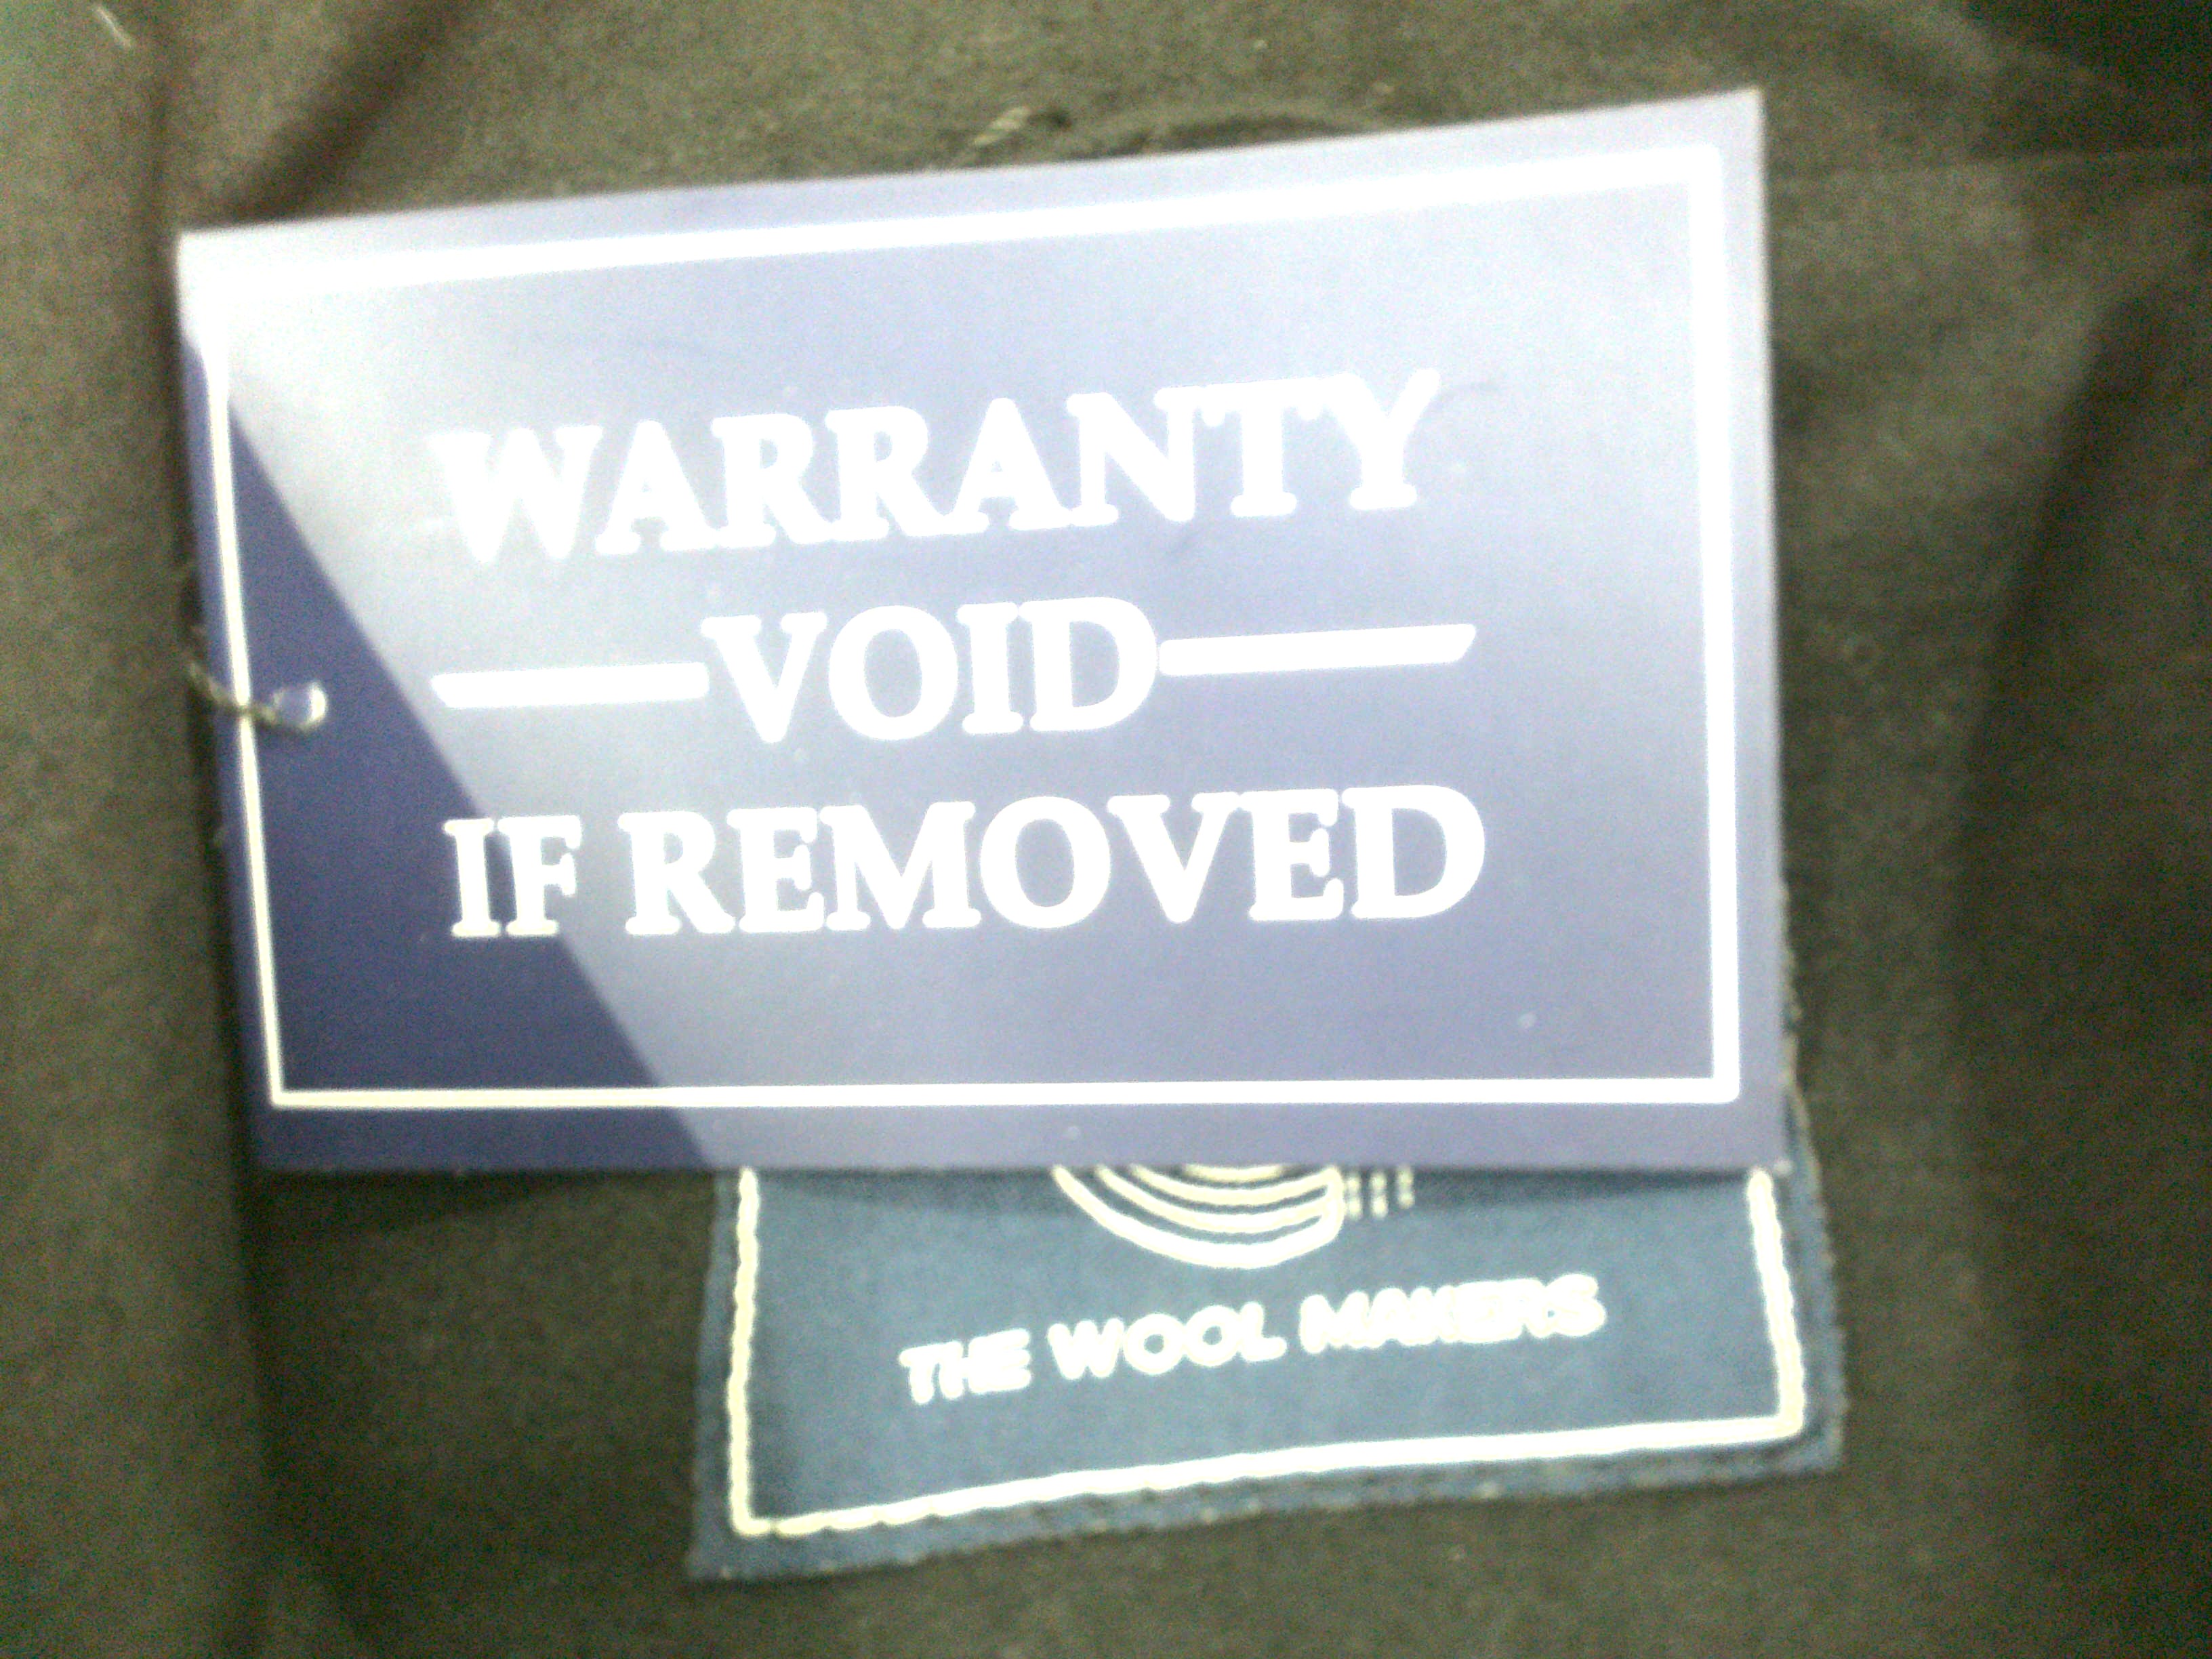 WARRANTY
VOID
IF REMOVED
THE WOOL MAKERS